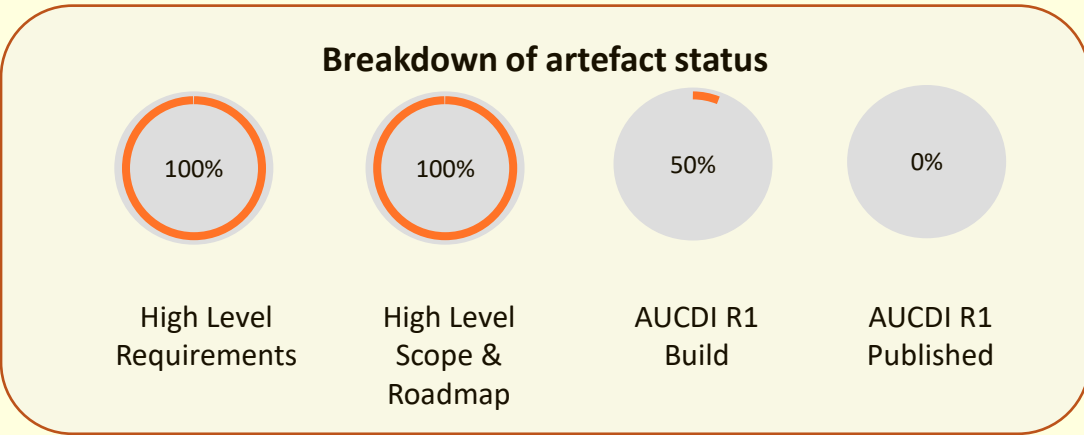 Breakdown of artefact status
100%
100%
50%
0%
High Level
Requirements
High Level
Scope &
Roadmap
AUCDI R1
Build
AUCDI R1
Published